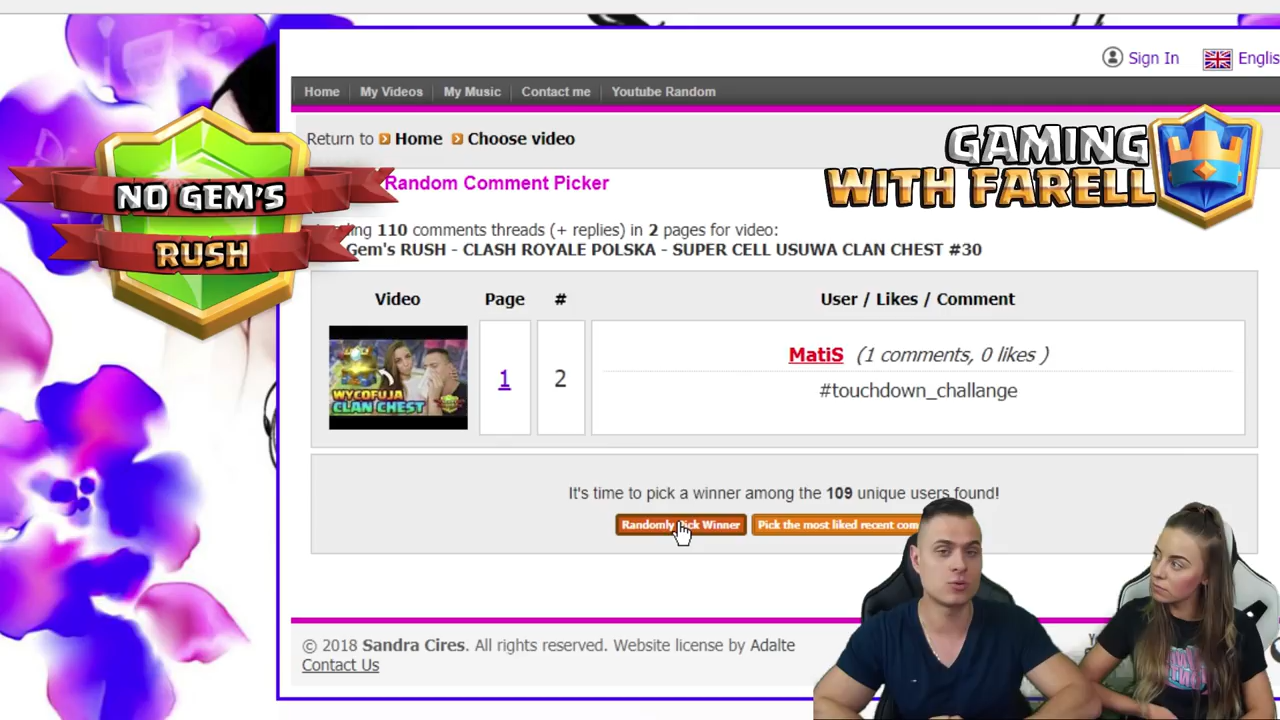 Sign In
Englis
Home My Videos My Music Contact me Youtube Random
Return to Home Choose video
GAMING
WITH FARELL
NO GEM'S
RUSH
Random Comment Picker
110 comments threads (+ replies) in 2 pages for video:
Gem's RUSH - CLASH ROYALE POLSKA - SUPER CELL USUWA CLAN CHEST #30
Video Page # User / Likes / Comment
WYCOFUJA
CLAN CHEST
1 2
MatiS (1 comments, 0 likes )
#touchdown_challange
It's time to pick a winner among the 109 unique users found!
Randomly Pick Winner Pick the most liked recent com
© 2018 Sandra Cires. All rights reserved. Website license by Adalte
Contact Us